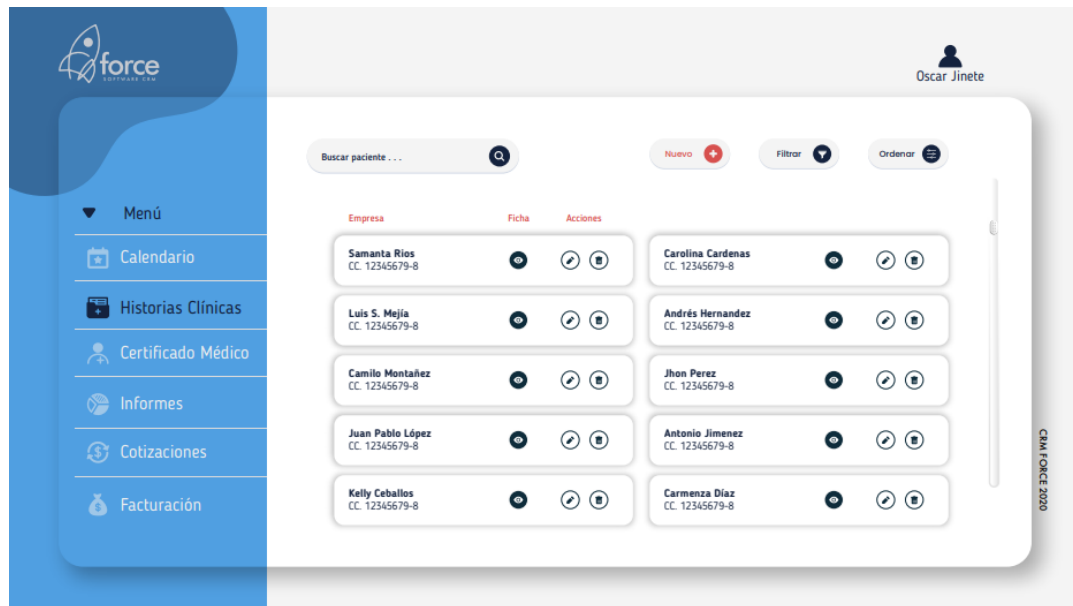 force
SOFTWARE CRM
Oscar Jinete
Buscar paciente . . .
Nuevo
Filtrar
Ordenar
Menú
Calendario
Historias Clínicas
Certificado Médico
Informes
Cotizaciones
Facturación
Empresa
Ficha
Acciones
Samanta Rios
CC. 12345679-8
Carolina Cardenas
CC. 12345679-8
Luis S. Mejía
CC. 12345679-8
Andrés Hernandez
CC. 12345679-8
Camilo Montañez
CC. 12345679-8
Jhon Perez
CC. 12345679-8
Juan Pablo López
CC. 12345679-8
Antonio Jimenez
CC. 12345679-8
Kelly Ceballos
CC. 12345679-8
Carmenza Díaz
CC. 12345679-8
CRM FORCE 2020